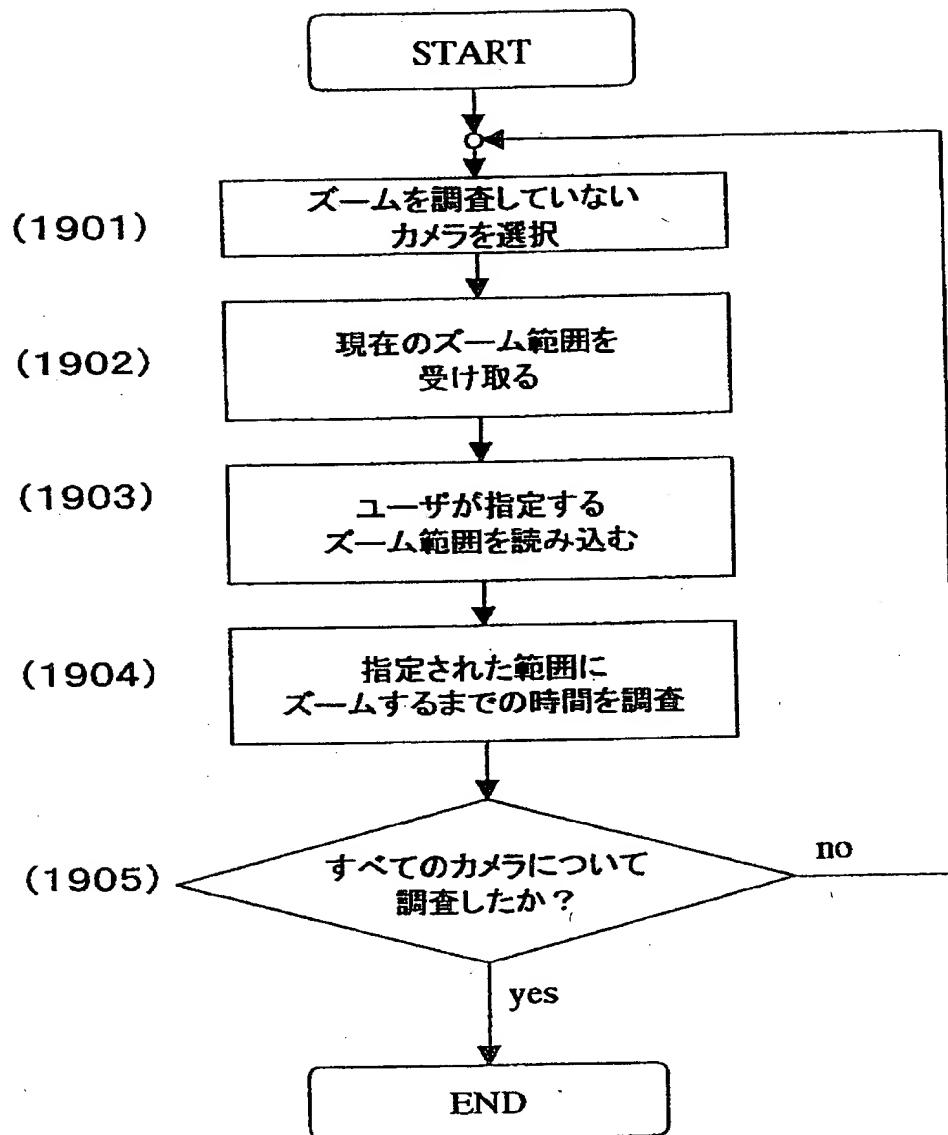 START
(1901)
ズームを調査していない
カメラを選択
(1902)
現在のズーム範囲を
受け取る
(1903)
ユーザが指定する
ズーム範囲を読み込む
(1904)
指定された範囲に
ズームするまでの時間を調査
(1905)
すべてのカメラについて
調査したか？
no
yes
END